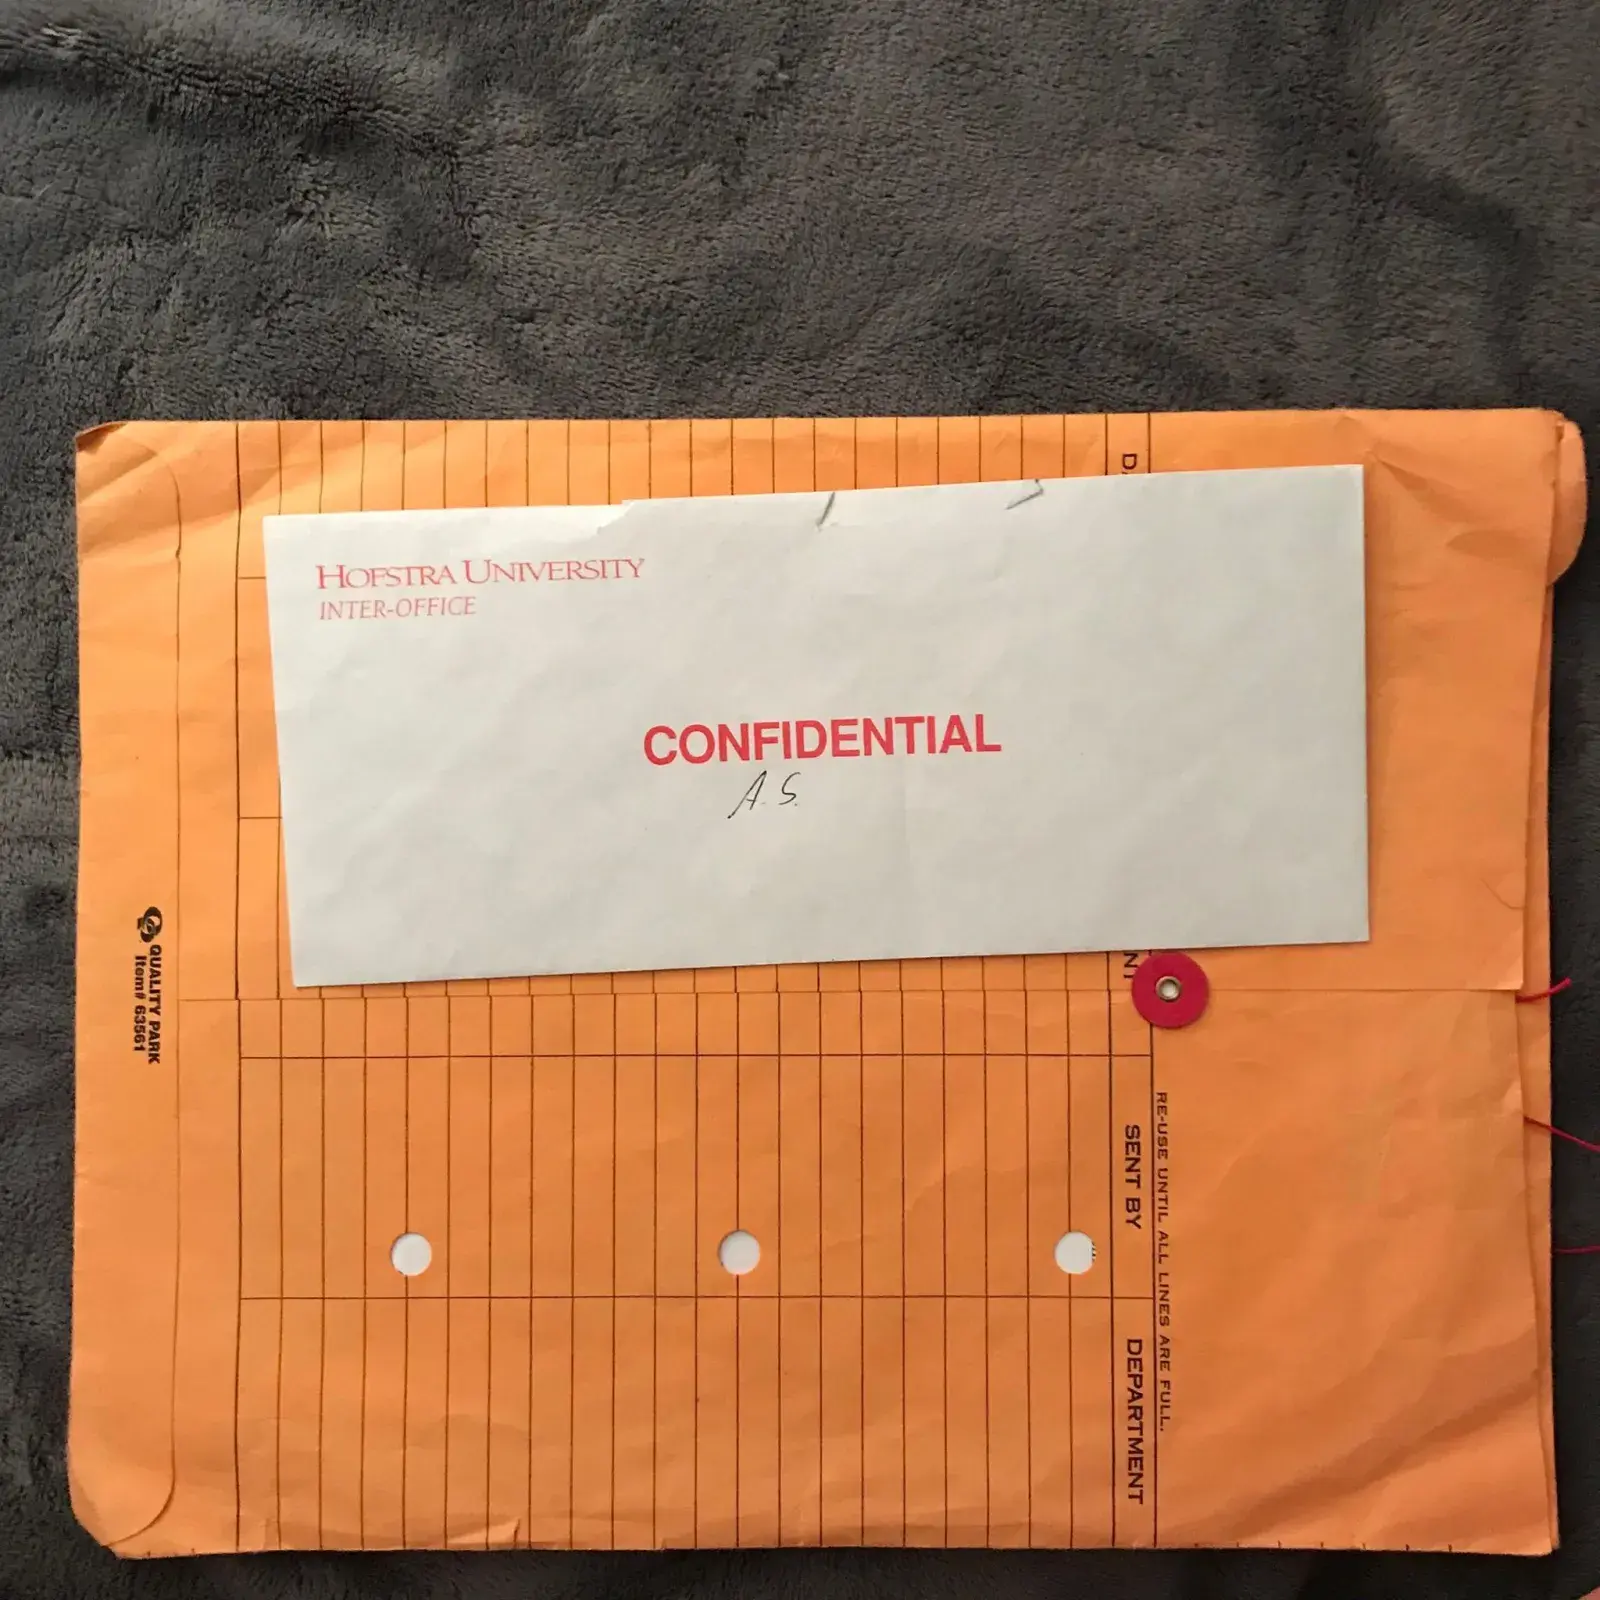 HOFSTRA UNIVERSITY
INTER-OFFICE
CONFIDENTIAL
A.S.
QUALITY PARK
Item# 63561
RE-USE UNTIL ALL LINES ARE FULL.
SENT BY
DEPARTMENT